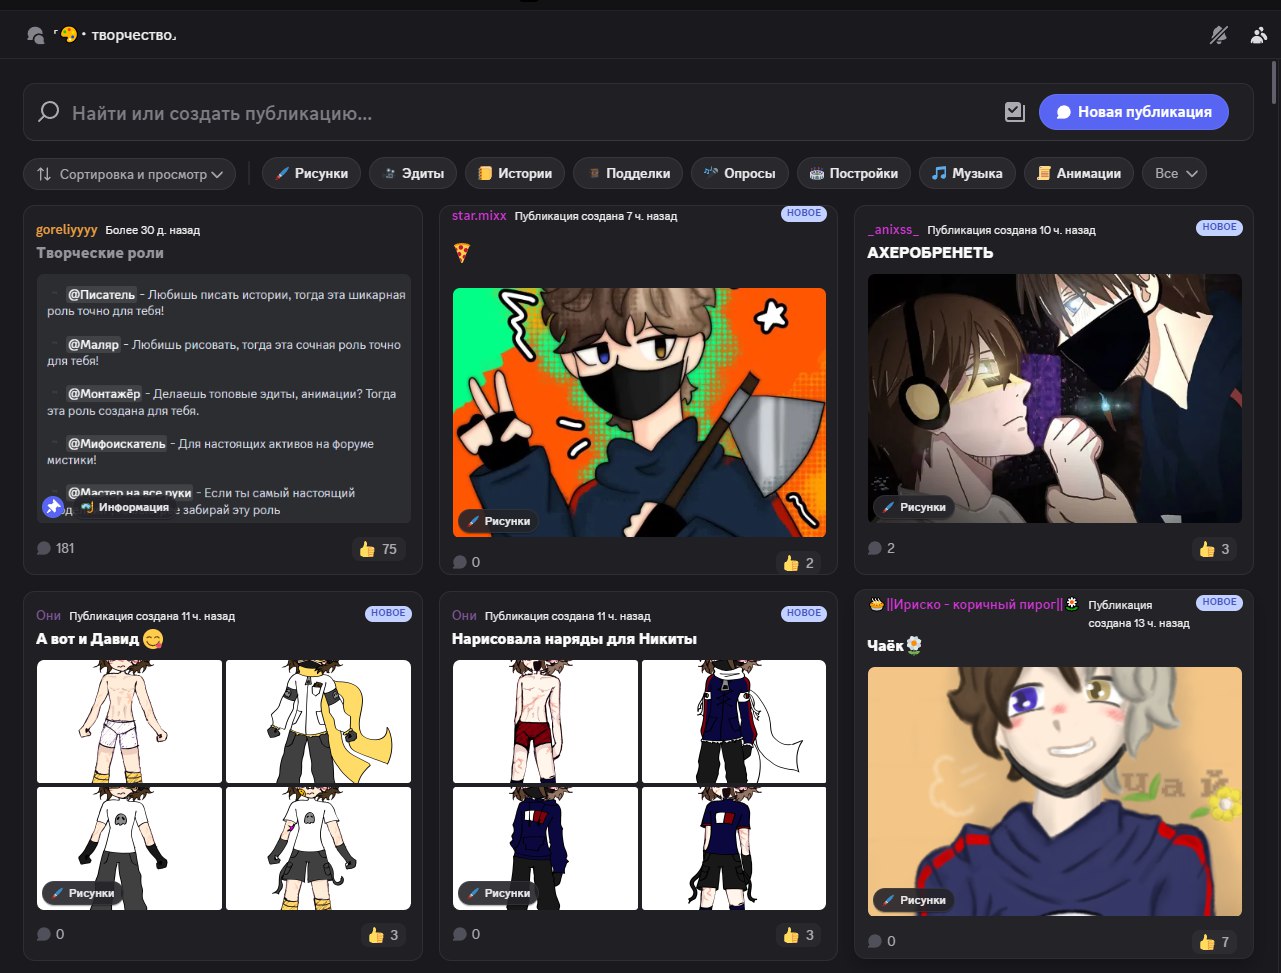 「🎨・творчество」
Найти или создать публикацию...
Новая публикация
Сортировка и просмотр
Рисунки
Эдиты
Истории
Подделки
Опросы
Постройки
Музыка
Анимации
Все
goreliyyyy Более 30 д. назад
Творческие роли
@Писатель - Любишь писать истории, тогда эта шикарная
роль точно для тебя!
@Маляр - Любишь рисовать, тогда эта сочная роль точно
для тебя!
@Монтажёр - Делаешь топовые эдиты, анимации? Тогда
эта роль создана для тебя.
@Мифоискатель - Для настоящих активов на форуме
мистики!
@Мастер на все руки - Если ты самый настоящий
забирай эту роль
Информация
181
75
star.mixx Публикация создана 7 ч. назад
НОВОЕ
🍕
Рисунки
0
2
_anixss_ Публикация создана 10 ч. назад
НОВОЕ
АХЕРОБРЕНЕТЬ
Рисунки
2
3
Они Публикация создана 11 ч. назад
НОВОЕ
А вот и Давид 😋
Рисунки
0
3
Они Публикация создана 11 ч. назад
НОВОЕ
Нарисовала наряды для Никиты
Рисунки
0
3
||Ириско - коричный пирог|| Публикация
создана 13 ч. назад
НОВОЕ
Чаёк🌼
чай
Рисунки
0
7